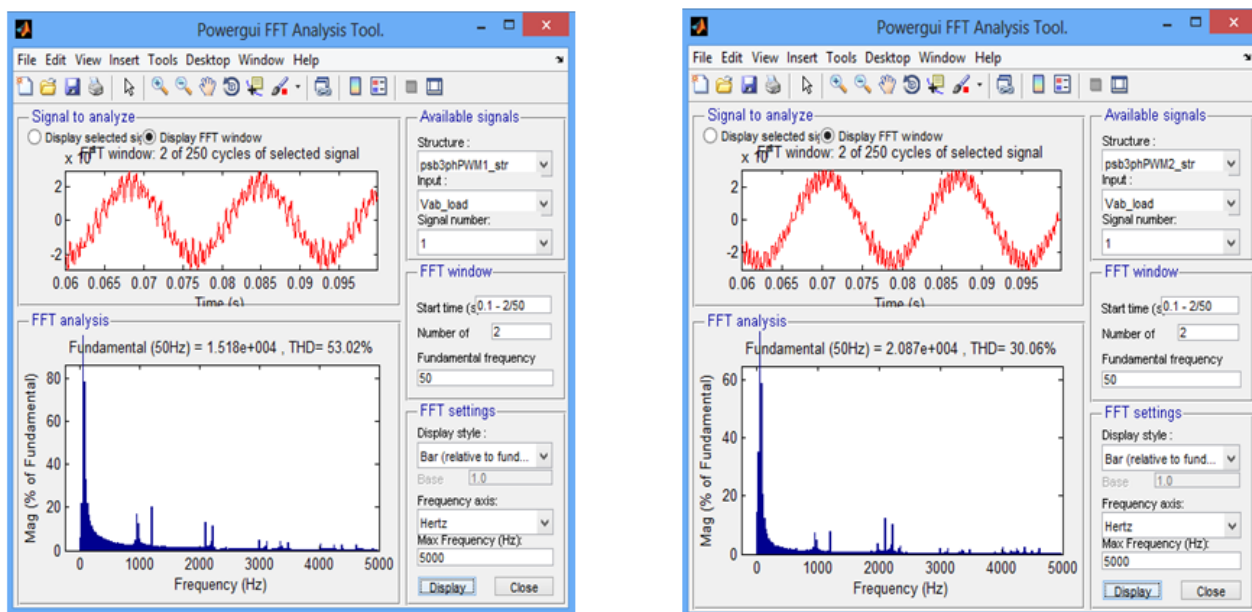 Powergui FFT Analysis Tool.
File Edit View Insert Tools Desktop Window Help
Signal to analyze
Display selected sig Display FFT window
x 10
FFT window: 2 of 250 cycles of selected signal
2
0
-2
0.06 0.065 0.07 0.075 0.08 0.085 0.09 0.095
Time (s)
FFT analysis
Fundamental (50Hz) = 1.518e+004 , THD= 53.02%
Mag (% of Fundamental)
80
60
40
20
0
0 1000 2000 3000 4000 5000
Frequency (Hz)
Available signals
Structure :
psb3phPWM1_str
Input :
Vab_load
Signal number:
1
FFT window
Start time (s 0.1 - 2/50
Number of 2
Fundamental frequency
50
FFT settings
Display style :
Bar (relative to fund...
Base 1.0
Frequency axis:
Hertz
Max Frequency (Hz):
5000
Display Close
Powergui FFT Analysis Tool.
File Edit View Insert Tools Desktop Window Help
Signal to analyze
Display selected sig Display FFT window
x 10
FFT window: 2 of 250 cycles of selected signal
2
0
-2
0.06 0.065 0.07 0.075 0.08 0.085 0.09 0.095
Time (s)
FFT analysis
Fundamental (50Hz) = 2.087e+004 , THD= 30.06%
Mag (% of Fundamental)
60
40
20
0
0 1000 2000 3000 4000 5000
Frequency (Hz)
Available signals
Structure :
psb3phPWM2_str
Input :
Vab_load
Signal number:
1
FFT window
Start time (s 0.1 - 2/50
Number of 2
Fundamental frequency
50
FFT settings
Display style :
Bar (relative to fund...
Base 1.0
Frequency axis:
Hertz
Max Frequency (Hz):
5000
Display Close